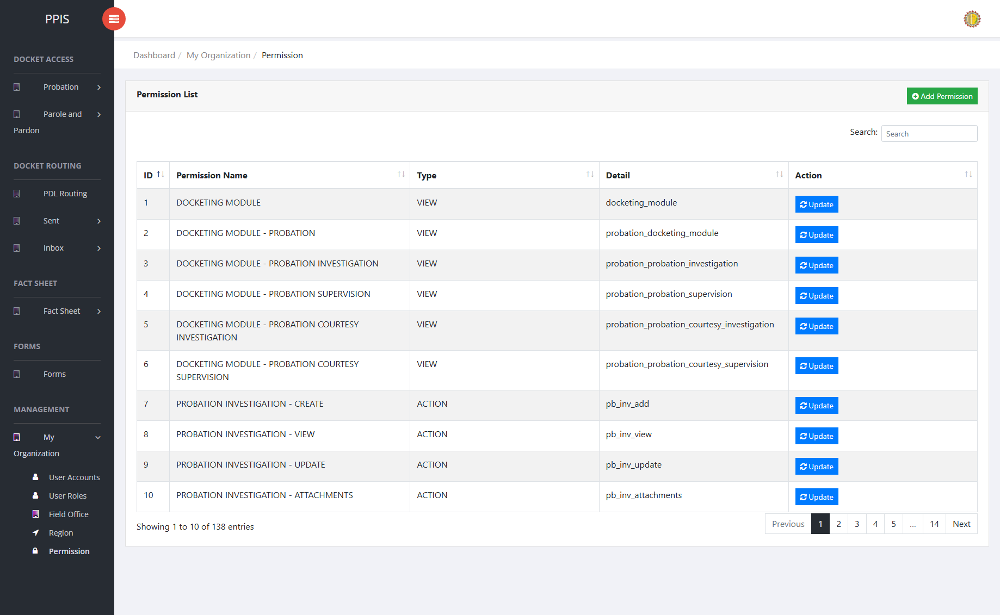 PPIS
DOCKET ACCESS
Probation
Parole and
Pardon
DOCKET ROUTING
PDL Routing
Sent
Inbox
FACT SHEET
Fact Sheet
FORMS
Forms
MANAGEMENT
My
Organization
User Accounts
User Roles
Field Office
Region
Permission
Dashboard / My Organization / Permission
Permission List
Add Permission
Search: Search
ID Permission Name Type Detail Action
1 DOCKETING MODULE VIEW docketing_module Update
2 DOCKETING MODULE - PROBATION VIEW probation_docketing_module Update
3 DOCKETING MODULE - PROBATION INVESTIGATION VIEW probation_probation_investigation Update
4 DOCKETING MODULE - PROBATION SUPERVISION VIEW probation_probation_supervision Update
5 DOCKETING MODULE - PROBATION COURTESY VIEW probation_probation_courtesy_investigation Update
INVESTIGATION
6 DOCKETING MODULE - PROBATION COURTESY VIEW probation_probation_courtesy_supervision Update
SUPERVISION
7 PROBATION INVESTIGATION - CREATE ACTION pb_inv_add Update
8 PROBATION INVESTIGATION - VIEW ACTION pb_inv_view Update
9 PROBATION INVESTIGATION - UPDATE ACTION pb_inv_update Update
10 PROBATION INVESTIGATION - ATTACHMENTS ACTION pb_inv_attachments Update
Showing 1 to 10 of 138 entries
Previous 1 2 3 4 5 ... 14 Next